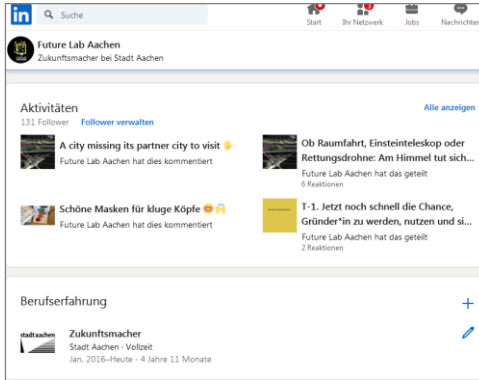 in Suche
Start Ihr Netzwerk Jobs Nachrichten
Future Lab Aachen
Zukunftsmacher bei Stadt Aachen
Aktivitäten
Alle anzeigen
131 Follower Follower verwalten
A city missing its partner city to visit
Future Lab Aachen hat dies kommentiert
Ob Raumfahrt, Einsteinteleskop oder
Rettungsdrohne: Am Himmel tut sich...
Future Lab Aachen hat das geteilt
6 Reaktionen
Schöne Masken für kluge Köpfe
Future Lab Aachen hat dies kommentiert
T-1. Jetzt noch schnell die Chance,
Gründer*in zu werden, nutzen und si...
Future Lab Aachen hat das geteilt
2 Reaktionen
Berufserfahrung
stadt aachen
Zukunftsmacher
Stadt Aachen - Vollzeit
Jan. 2016–Heute · 4 Jahre 11 Monate